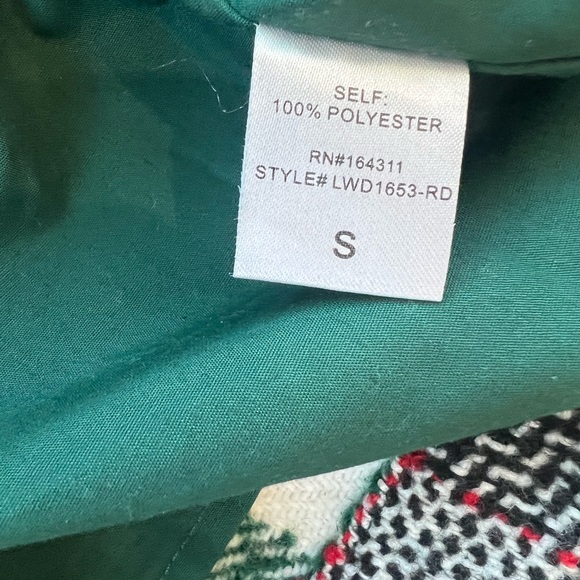 SELF:
100% POLYESTER
RN#164311
STYLE# LWD1653-RD
S